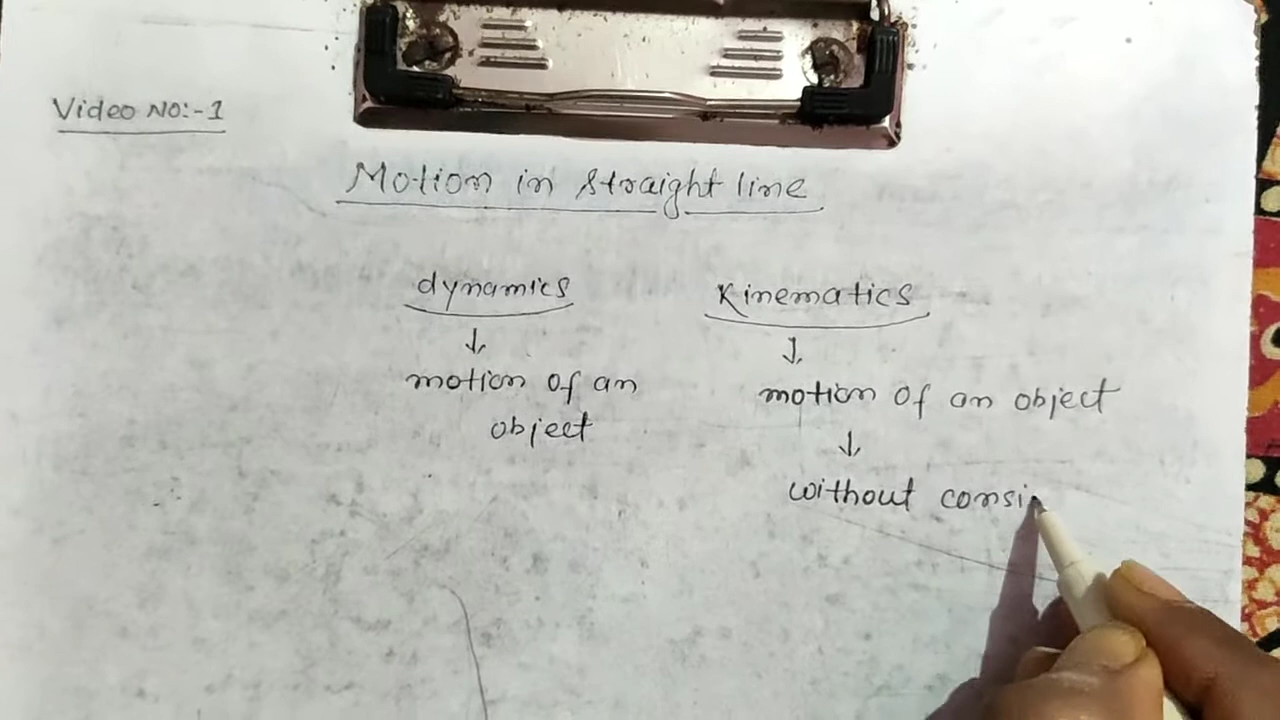 Video No:-1
Motion in straight line
dynamics
Kinematics
↓
↓
motion of an
object
motion of an object
↓
without consi